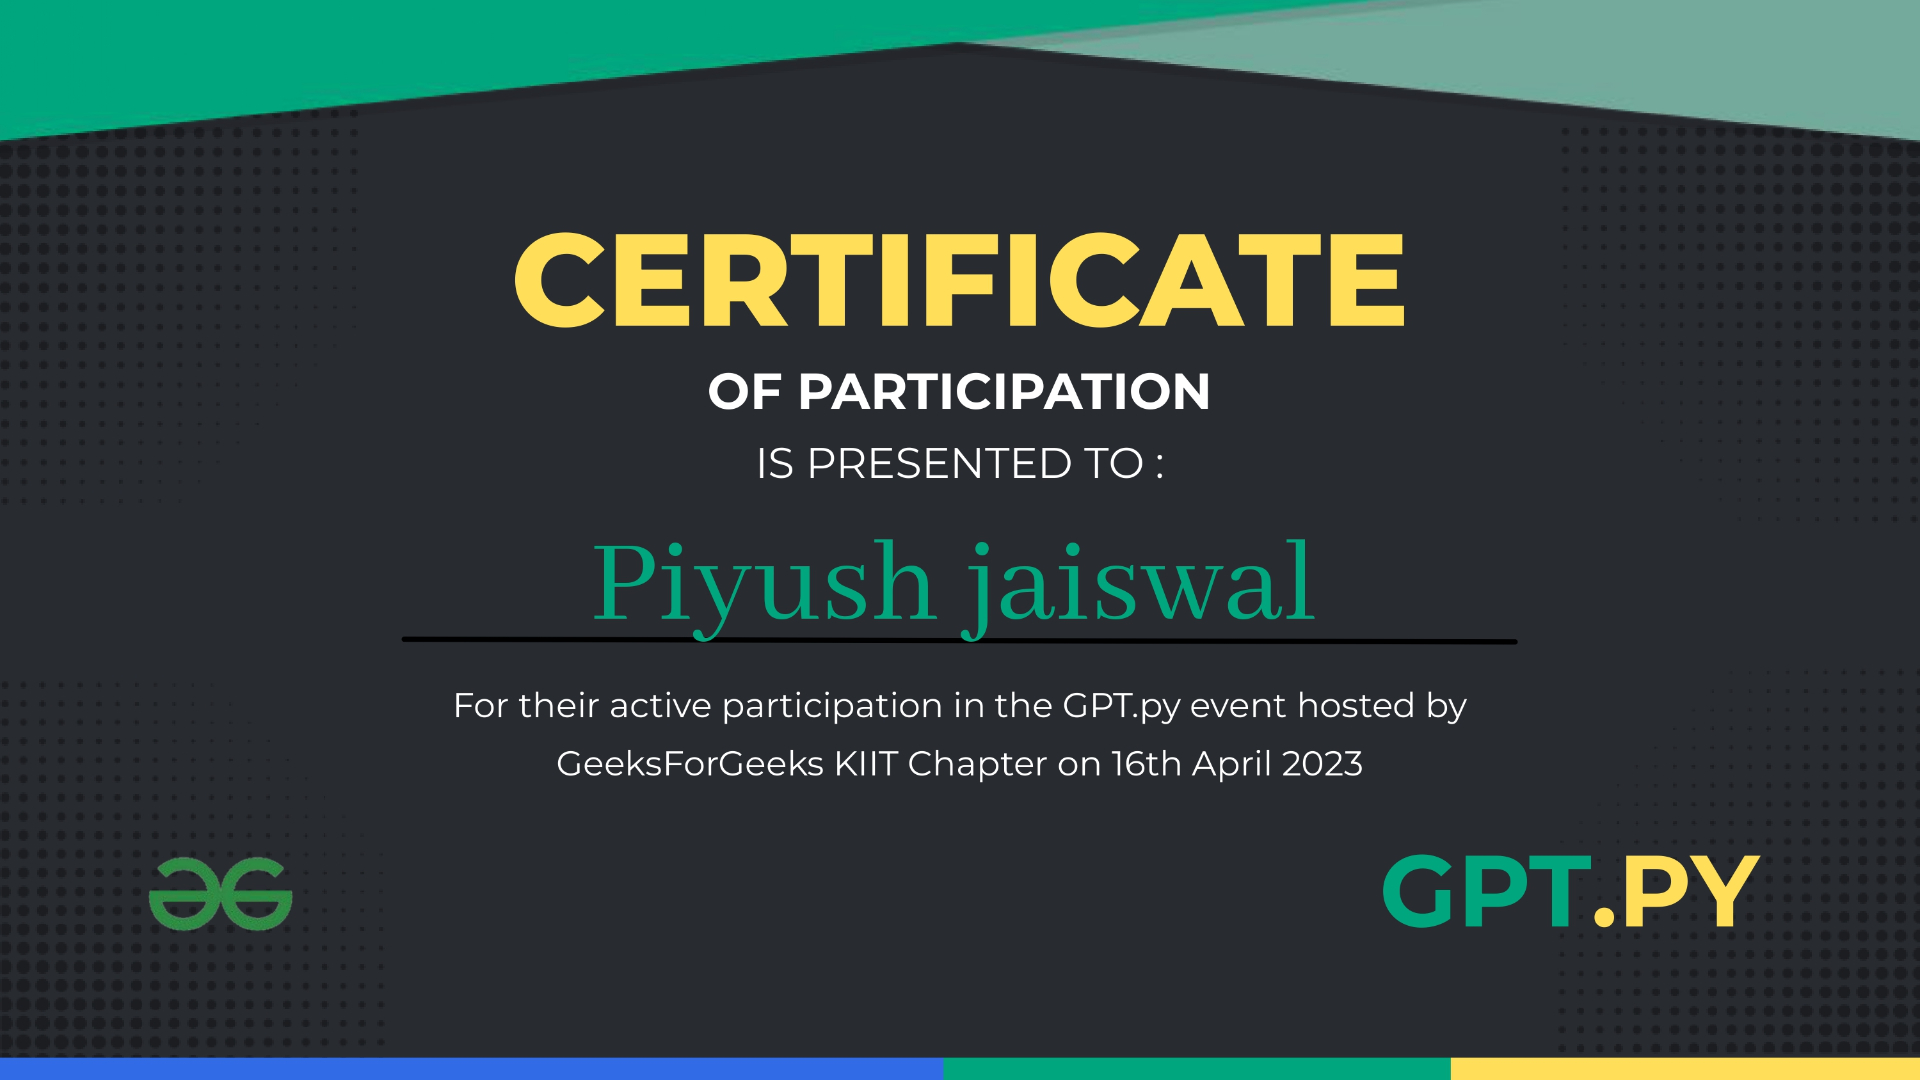 CERTIFICATE
OF PARTICIPATION
IS PRESENTED TO :
Piyush jaiswal
For their active participation in the GPT.py event hosted by
GeeksForGeeks KIIT Chapter on 16th April 2023
GPT.PY